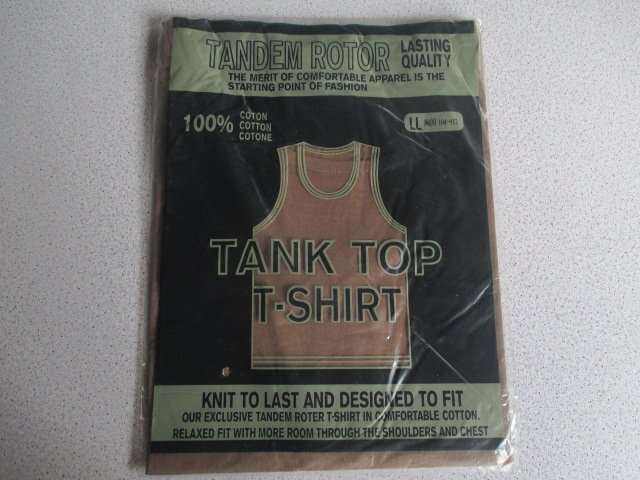 TANDEM ROTOR LASTING QUALITY
THE MERIT OF COMFORTABLE APPAREL IS THE
STARTING POINT OF FASHION
100% COTON
COTTON
COTONE
LL
TANK TOP
T-SHIRT
KNIT TO LAST AND DESIGNED TO FIT
OUR EXCLUSIVE TANDEM ROTER T-SHIRT IN COMFORTABLE COTTON.
RELAXED FIT WITH MORE ROOM THROUGH THE SHOULDERS AND CHEST